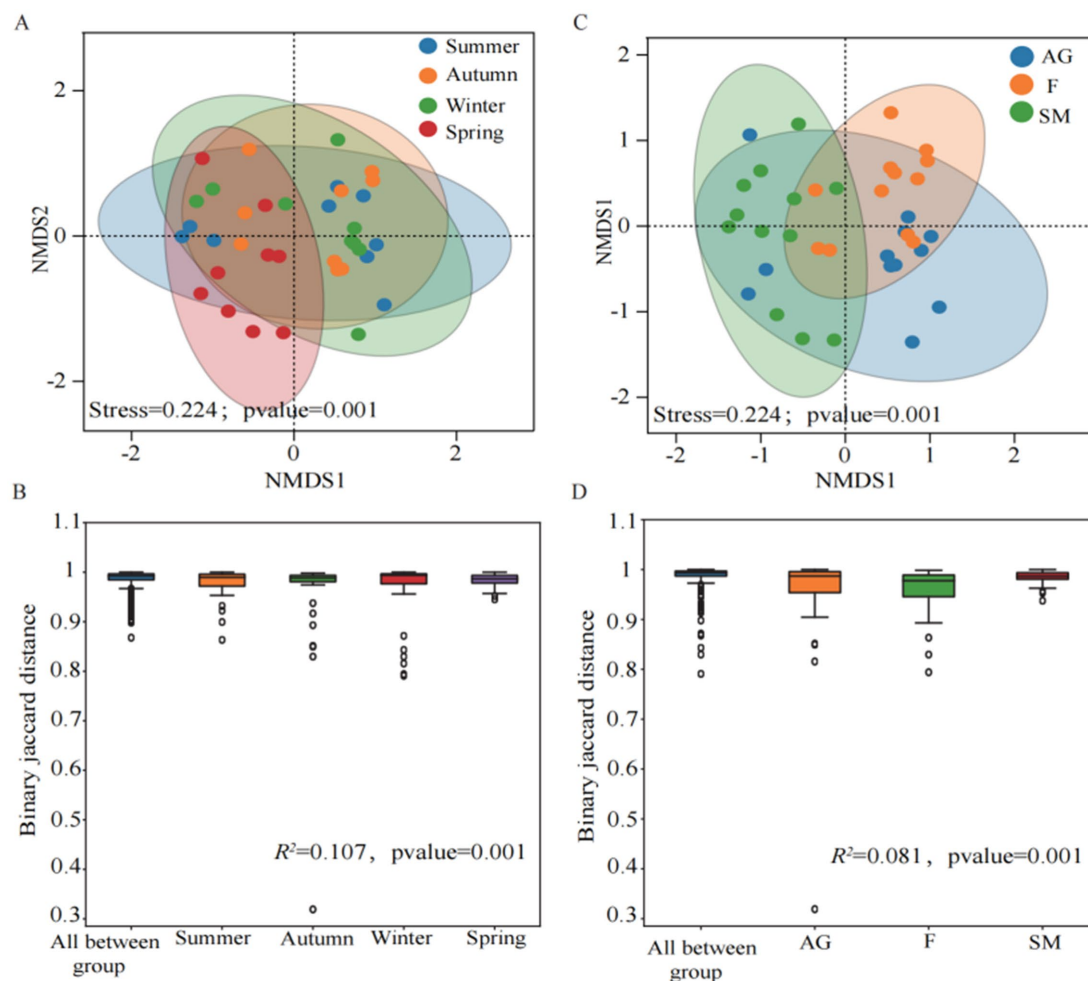 A
Summer
Autumn
Winter
Spring
2
0
-2
NMDS2
Stress=0.224; pvalue=0.001
-2
0
2
NMDS1
C
AG
F
SM
2
1
0
-1
-2
NMDS1
Stress=0.224; pvalue=0.001
-2
-1
0
1
2
NMDS1
B
1.1
1
0.9
0.8
0.7
0.6
0.5
0.4
0.3
Binary jaccard distance
R²=0.107, pvalue=0.001
All between group
Summer
Autumn
Winter
Spring
D
1.1
1
0.9
0.8
0.7
0.6
0.5
0.4
0.3
Binary jaccard distance
R²=0.081, pvalue=0.001
All between
group
AG
F
SM